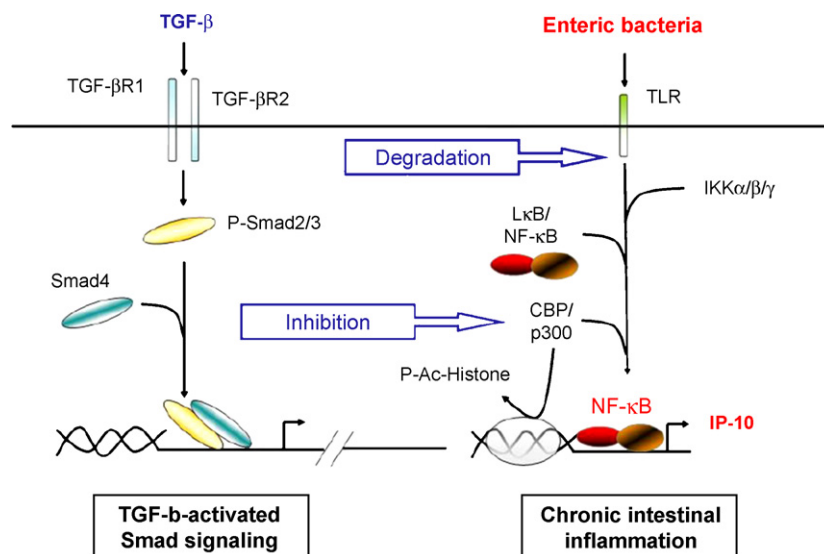 TGF-β
TGF-βR1
TGF-βR2
P-Smad2/3
Smad4
TGF-b-activated
Smad signaling
Degradation
Inhibition
Enteric bacteria
TLR
IKKα/β/γ
LκB/
NF-κB
CBP/
p300
P-Ac-Histone
NF-κB
IP-10
Chronic intestinal
inflammation